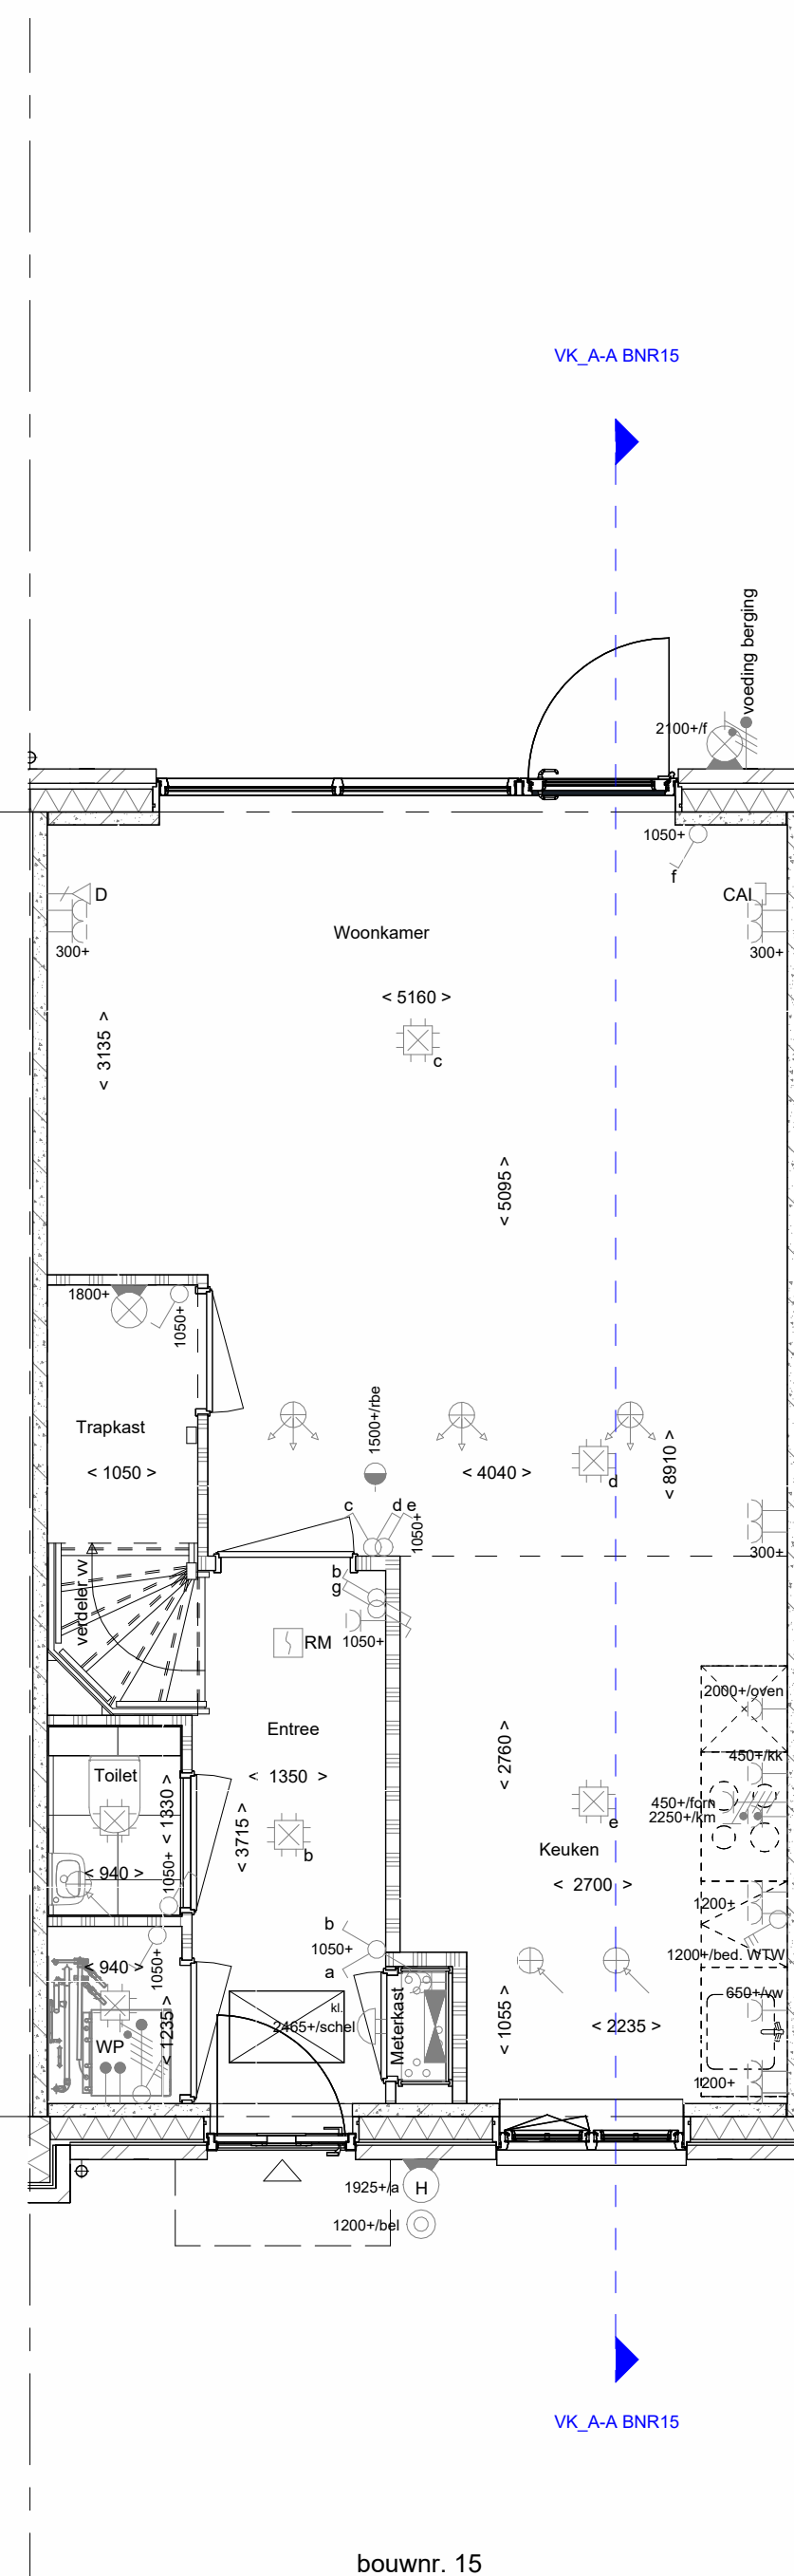 VK_A-A BNR15
voeding berging
2100+/f
1050+
f
D
CAI
300+
300+
Woonkamer
< 5160 >
< 3135 >
c
< 5095 >
1800+
1050+
Trapkast
< 1050 >
1500+/rbe
< 4040 >
d
< 8910 >
c
d e
1050+
300+
verdeler vv
b
g
1050+
RM
Entree
< 1350 >
Toilet
< 1330 >
< 3715 >
b
1050+
< 940 >
< 2760 >
2000+/oven
450+/kk
450+/forn
2250+/km
e
Keuken
< 2700 >
1200+
b
1050+
a
1200+/bed. WTW
< 940 >
1050+
650+/vw
kl.
2465+/schel
Meterkast
< 1055 >
< 2235 >
WP
< 1235 >
1200+
1925+/a
H
1200+/bel
VK_A-A BNR15
bouwnr. 15